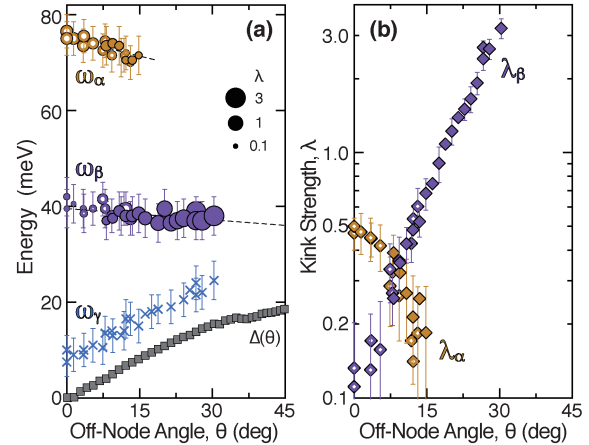 80
60
40
20
0
Energy (meV)
(a)
ωα
λ
3
1
0.1
ωβ
ωγ
Δ(θ)
0 15 30 45
Off-Node Angle, θ (deg)
(b)
3.0
1.0
0.5
0.2
0.1
Kink Strength, λ
λβ
λα
0 15 30 45
Off-Node Angle, θ (deg)